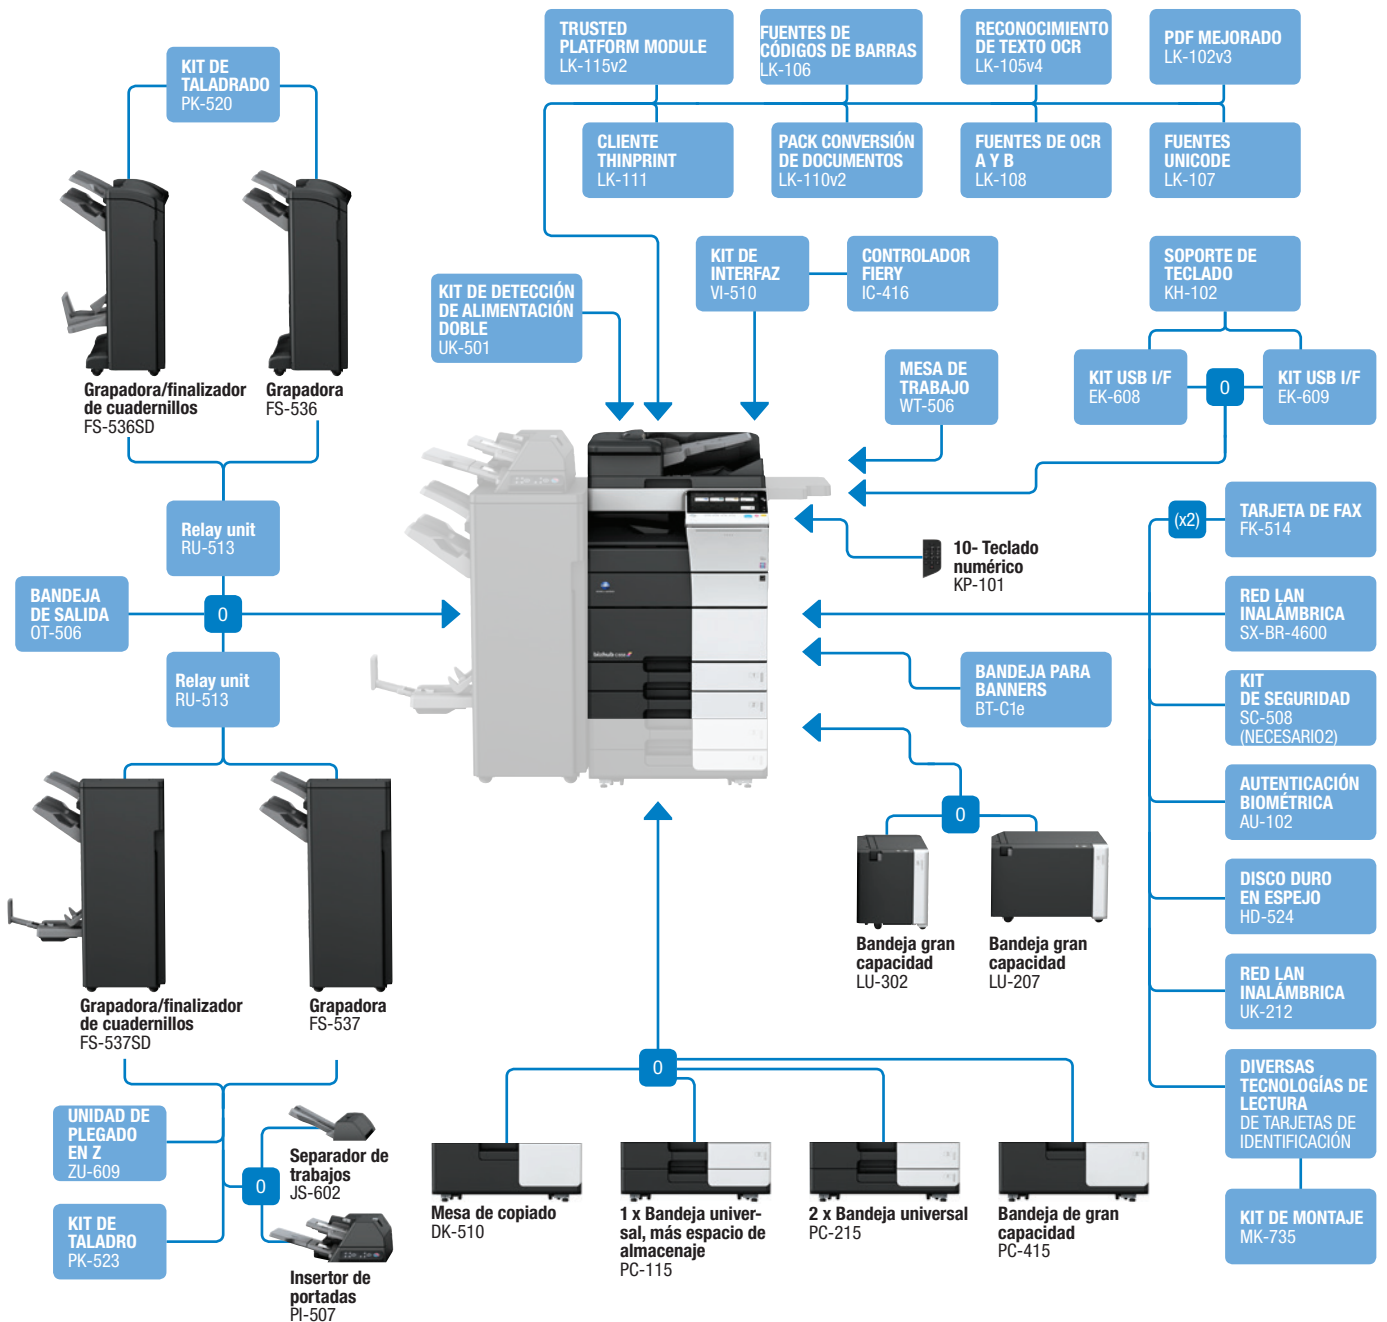 TRUSTED
PLATFORM MODULE
LK-115v2
FUENTES DE
CÓDIGOS DE BARRAS
LK-106
RECONOCIMIENTO
DE TEXTO OCR
LK-105v4
PDF MEJORADO
LK-102v3
KIT DE
TALADRADO
PK-520
CLIENTE
THINPRINT
LK-111
PACK CONVERSIÓN
DE DOCUMENTOS
LK-110v2
FUENTES DE OCR
A Y B
LK-108
FUENTES
UNICODE
LK-107
KIT DE
INTERFAZ
VI-510
CONTROLADOR
FIERY
IC-416
SOPORTE DE
TECLADO
KH-102
KIT DE DETECCIÓN
DE ALIMENTACIÓN
DOBLE
UK-501
MESA DE
TRABAJO
WT-506
KIT USB I/F
EK-608
0
KIT USB I/F
EK-609
Grapadora/finalizador
de cuadernillos
FS-536SD
Grapadora
FS-536
Relay unit
RU-513
(x2)
TARJETA DE FAX
FK-514
10- Teclado
numérico
KP-101
BANDEJA
DE SALIDA
OT-506
0
RED LAN
INALÁMBRICA
SX-BR-4600
bizhub
Relay unit
RU-513
BANDEJA PARA
BANNERS
BT-C1e
KIT
DE SEGURIDAD
SC-508
(NECESARIO2)
AUTENTICACIÓN
BIOMÉTRICA
AU-102
0
DISCO DURO
EN ESPEJO
HD-524
Bandeja gran
capacidad
LU-302
Bandeja gran
capacidad
LU-207
RED LAN
INALÁMBRICA
UK-212
Grapadora/finalizador
de cuadernillos
FS-537SD
Grapadora
FS-537
0
DIVERSAS
TECNOLOGÍAS DE
LECTURA
DE TARJETAS DE
IDENTIFICACIÓN
UNIDAD DE
PLEGADO
EN Z
ZU-609
0
Separador de
trabajos
JS-602
KIT DE
TALADRO
PK-523
Insertor de
portadas
PI-507
Mesa de copiado
DK-510
1 x Bandeja univer-
sal, más espacio de
almacenaje
PC-115
2 x Bandeja universal
PC-215
Bandeja de gran
capacidad
PC-415
KIT DE MONTAJE
MK-735